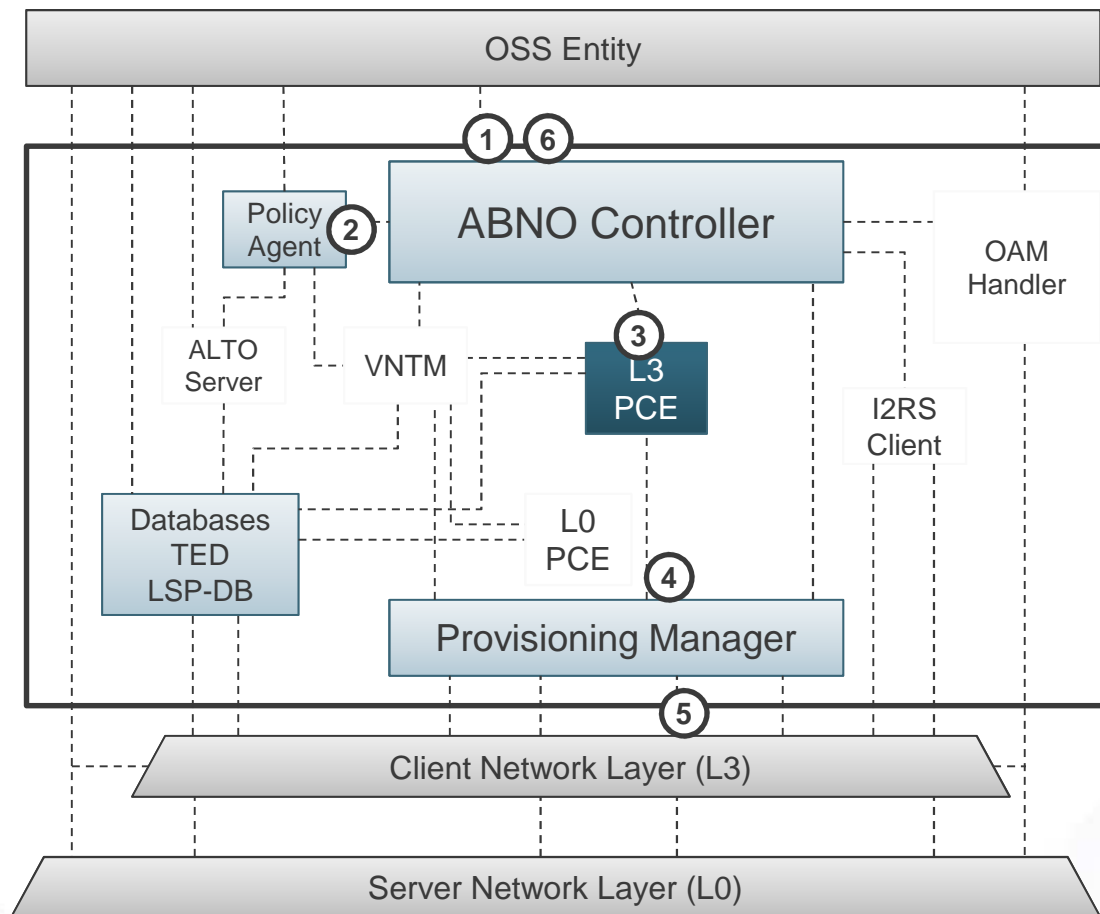 OSS Entity
1
6
Policy
Agent
2
ABNO Controller
OAM
Handler
3
ALTO
Server
VNTM
L3
PCE
I2RS
Client
Databases
TED
LSP-DB
L0
PCE
4
Provisioning Manager
5
Client Network Layer (L3)
Server Network Layer (L0)